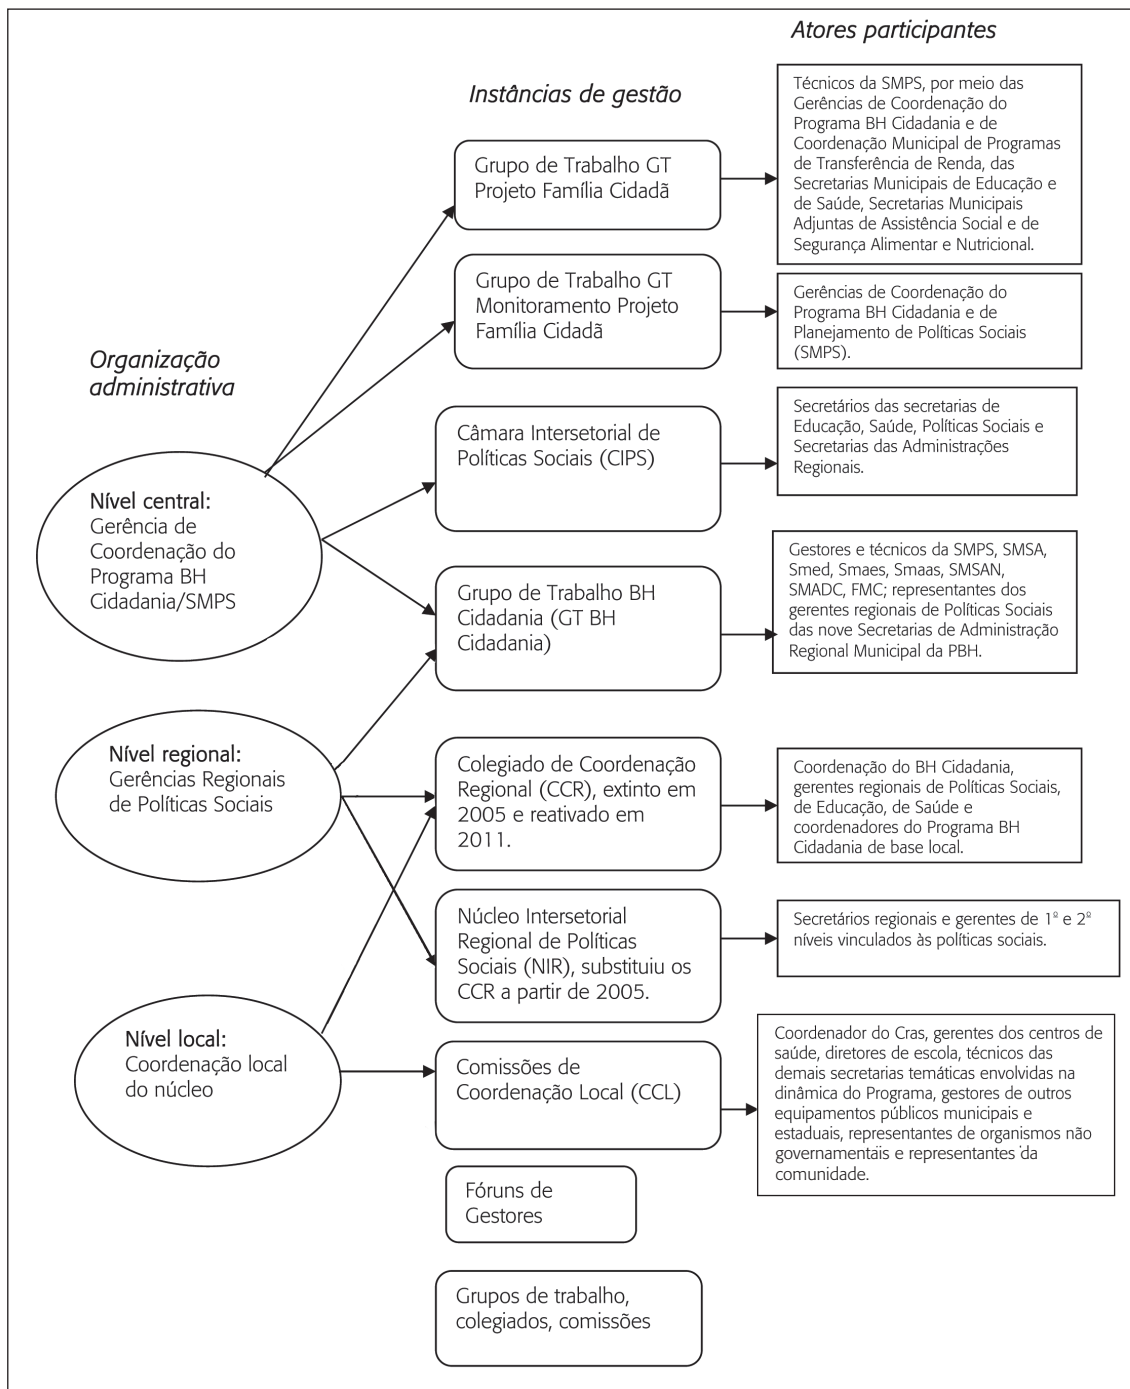 Atores participantes
Instâncias de gestão
Organização
administrativa
Nível central:
Gerência de
Coordenação do
Programa BH
Cidadania/SMPS
Nível regional:
Gerências Regionais
de Políticas Sociais
Nível local:
Coordenação local
do núcleo
Grupo de Trabalho GT
Projeto Família Cidadã
Técnicos da SMPS, por meio das
Gerências de Coordenação do
Programa BH Cidadania e de
Coordenação Municipal de Programas
de Transferência de Renda, das
Secretarias Municipais de Educação e
de Saúde, Secretarias Municipais
Adjuntas de Assistência Social e de
Segurança Alimentar e Nutricional.
Grupo de Trabalho GT
Monitoramento Projeto
Família Cidadã
Gerências de Coordenação do
Programa BH Cidadania e de
Planejamento de Políticas Sociais
(SMPS).
Câmara Intersetorial de
Políticas Sociais (CIPS)
Secretários das secretarias de
Educação, Saúde, Políticas Sociais e
Secretarias das Administrações
Regionais.
Grupo de Trabalho BH
Cidadania (GT BH
Cidadania)
Gestores e técnicos da SMPS, SMSA,
Smed, Smaes, Smaas, SMSAN,
SMADC, FMC; representantes dos
gerentes regionais de Políticas Sociais
das nove Secretarias de Administração
Regional Municipal da PBH.
Colegiado de Coordenação
Regional (CCR), extinto em
2005 e reativado em
2011.
Coordenação do BH Cidadania,
gerentes regionais de Políticas Sociais,
de Educação, de Saúde e
coordenadores do Programa BH
Cidadania de base local.
Núcleo Intersetorial
Regional de Políticas
Sociais (NIR), substituiu os
CCR a partir de 2005.
Secretários regionais e gerentes de 1º e 2º
níveis vinculados às políticas sociais.
Comissões de
Coordenação Local (CCL)
Coordenador do Cras, gerentes dos centros de
saúde, diretores de escola, técnicos das
demais secretarias temáticas envolvidas na
dinâmica do Programa, gestores de outros
equipamentos públicos municipais e
estaduais, representantes de organismos não
governamentais e representantes da
comunidade.
Fóruns de
Gestores
Grupos de trabalho,
colegiados, comissões